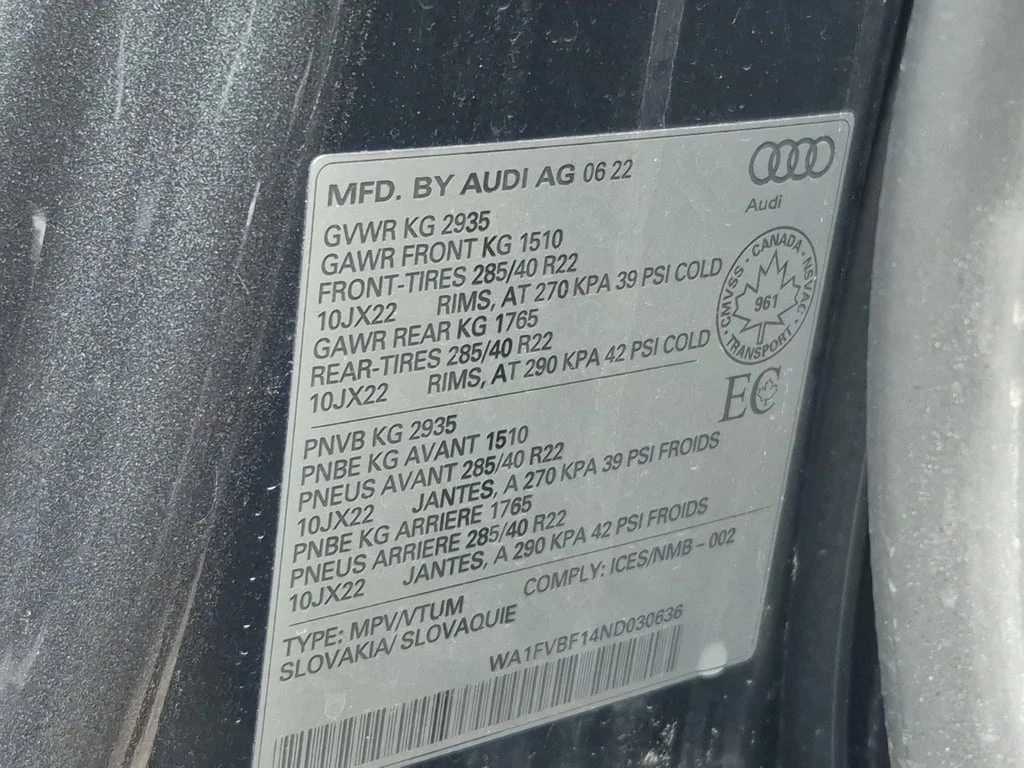 MFD. BY AUDI AG 06 22
Audi
GVWR KG 2935
GAWR FRONT KG 1510
FRONT-TIRES 285/40 R22
10JX22 RIMS, AT 270 KPA 39 PSI COLD
GAWR REAR KG 1765
REAR-TIRES 285/40 R22
10JX22 RIMS, AT 290 KPA 42 PSI COLD
CMVSS · CANADA · NSVAC · TRANSPORT ·
961
EC
PNVB KG 2935
PNBE KG AVANT 1510
PNEUS AVANT 285/40 R22
10JX22 JANTES, A 270 KPA 39 PSI FROIDS
PNBE KG ARRIERE 1765
PNEUS ARRIERE 285/40 R22
10JX22 JANTES, A 290 KPA 42 PSI FROIDS
TYPE: MPV/VTUM COMPLY: ICES/NMB - 002
SLOVAKIA/ SLOVAQUIE
WA1FVBF14ND030636